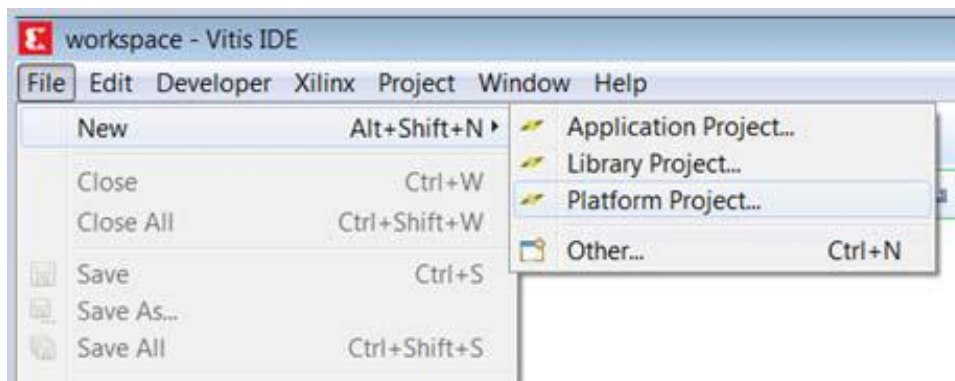 workspace - Vitis IDE
File Edit Developer Xilinx Project Window Help
New Alt+Shift+N
Close Ctrl+W
Close All Ctrl+Shift+W
Save Ctrl+S
Save As...
Save All Ctrl+Shift+S
Application Project...
Library Project...
Platform Project...
Other... Ctrl+N